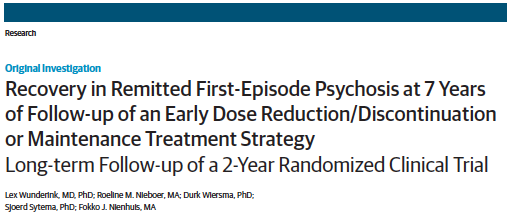 Research
Original Investigation
Recovery in Remitted First-Episode Psychosis at 7 Years
of Follow-up of an Early Dose Reduction/Discontinuation
or Maintenance Treatment Strategy
Long-term Follow-up of a 2-Year Randomized Clinical Trial
Lex Wunderink, MD, PhD; Roeline M. Nieboer, MA; Durk Wiersma, PhD;
Sjoerd Sytema, PhD; Fokko J. Nienhuis, MA